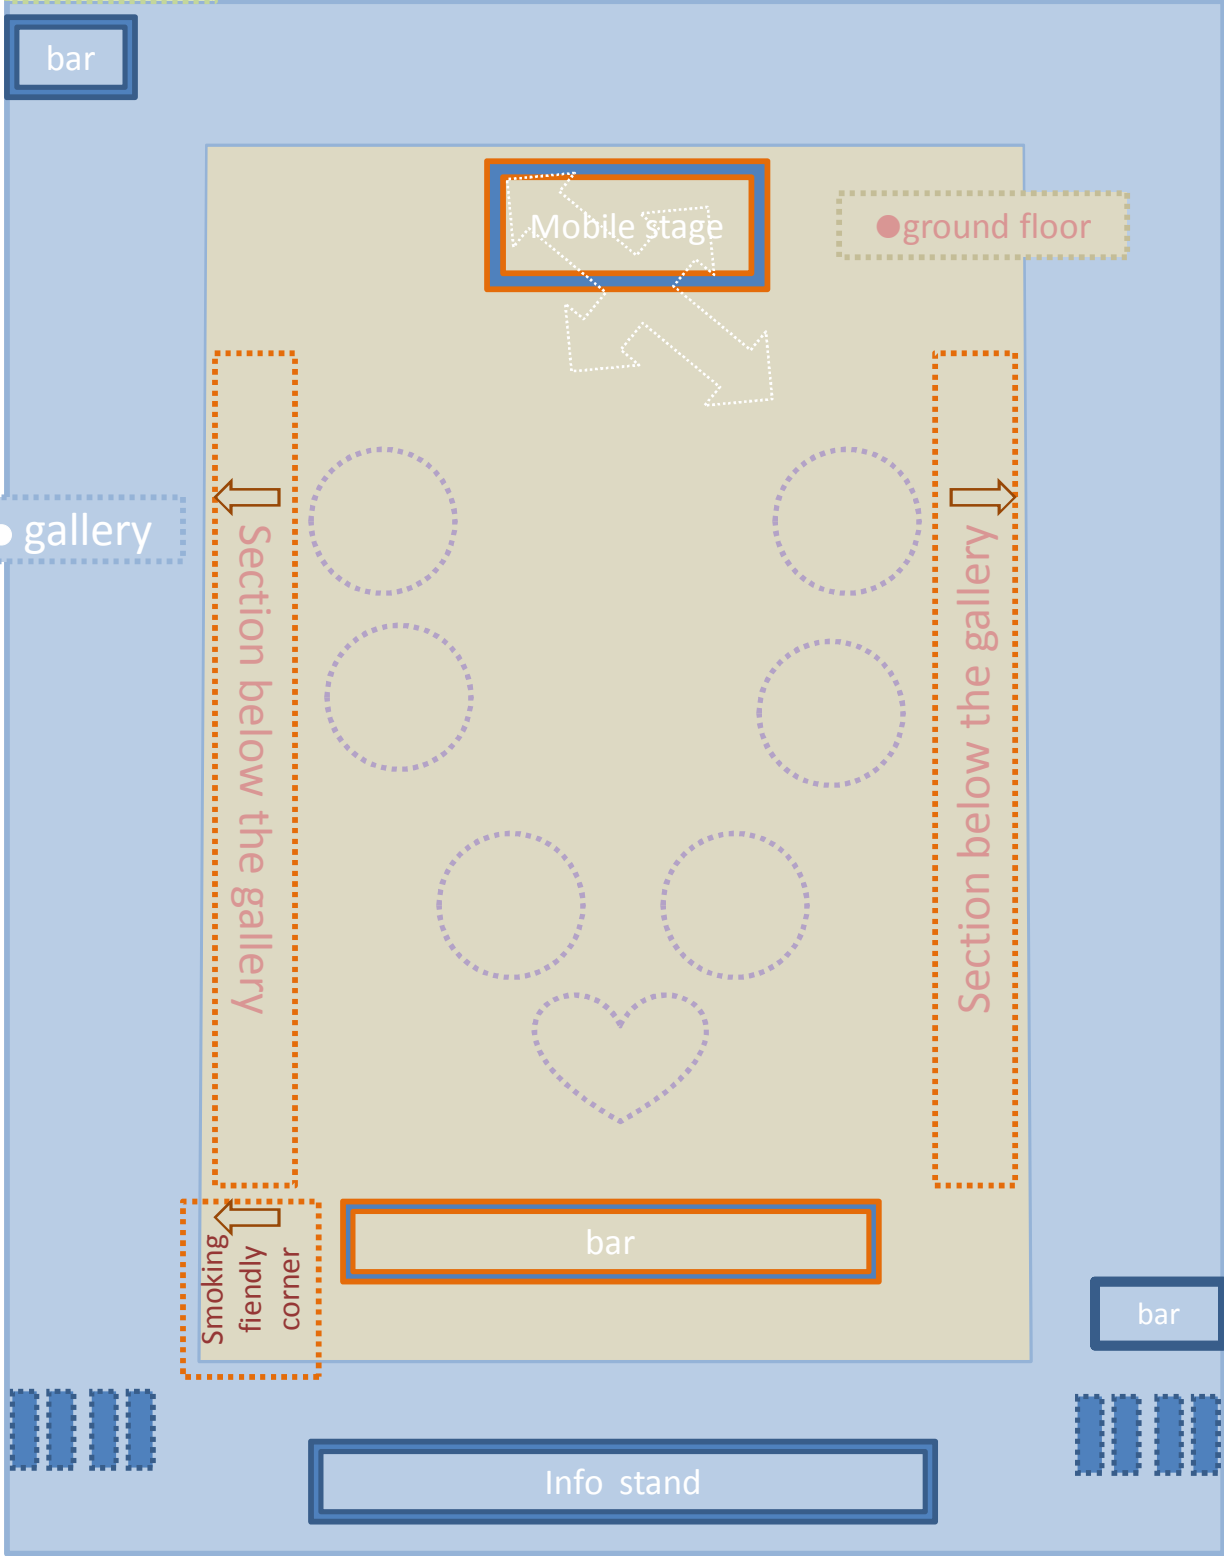 bar
Mobile stage
ground floor
gallery
Section below the gallery
Section below the gallery
bar
Smoking
fiendly
corner
bar
Info stand